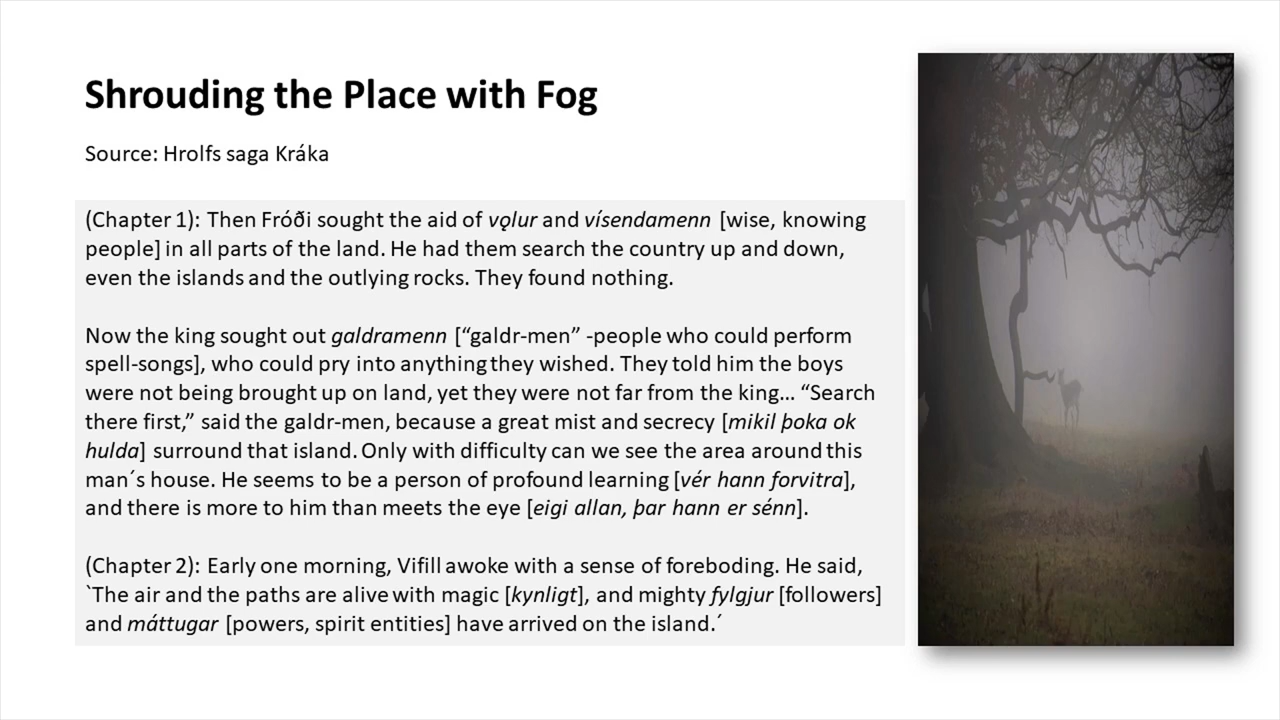 Shrouding the Place with Fog
Source: Hrolfs saga Kráka
(Chapter 1): Then Fróði sought the aid of vǫlur and vísendamenn [wise, knowing
people] in all parts of the land. He had them search the country up and down,
even the islands and the outlying rocks. They found nothing.
Now the king sought out galdramenn [“galdr-men” -people who could perform
spell-songs], who could pry into anything they wished. They told him the boys
were not being brought up on land, yet they were not far from the king… “Search
there first,” said the galdr-men, because a great mist and secrecy [mikil þoka ok
hulda] surround that island. Only with difficulty can we see the area around this
man´s house. He seems to be a person of profound learning [vér hann forvitra],
and there is more to him than meets the eye [eigi allan, þar hann er sénn].
(Chapter 2): Early one morning, Vifill awoke with a sense of foreboding. He said,
`The air and the paths are alive with magic [kynligt], and mighty fylgjur [followers]
and máttugar [powers, spirit entities] have arrived on the island.´